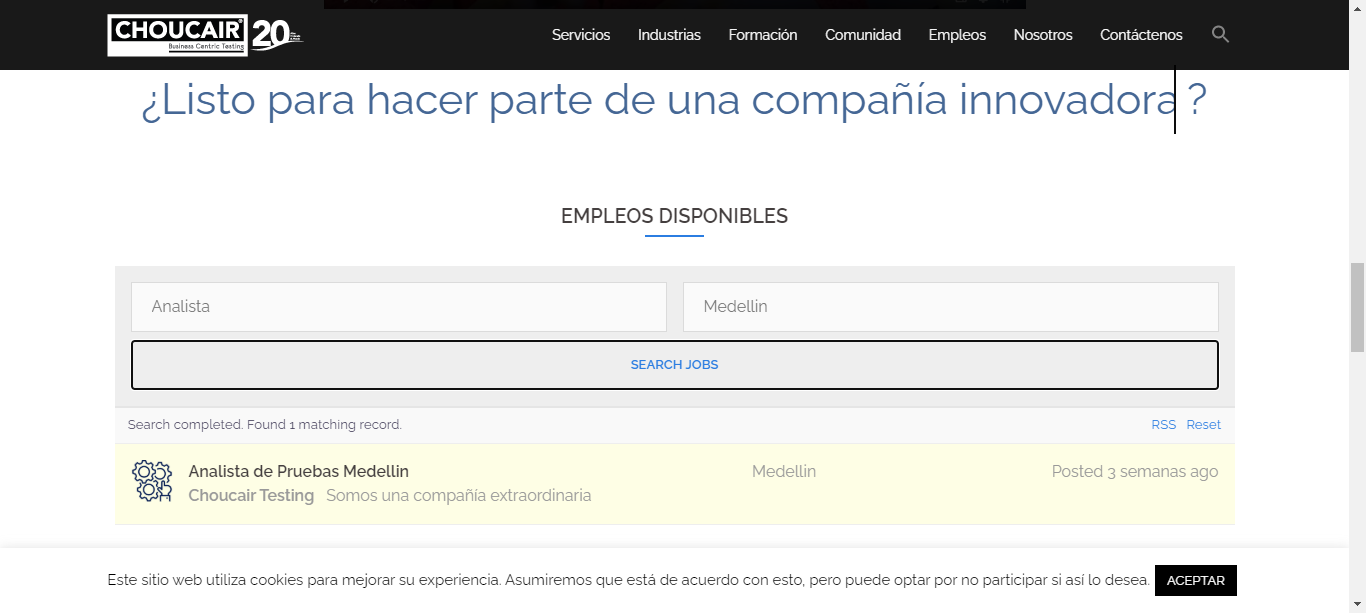 CHOUCAIR®
Business Centric Testing
20
Servicios Industrias Formación Comunidad Empleos Nosotros Contáctenos
¿Listo para hacer parte de una compañía innovadora ?
EMPLEOS DISPONIBLES
Analista Medellin
SEARCH JOBS
Search completed. Found 1 matching record. RSS Reset
Analista de Pruebas Medellin Medellin Posted 3 semanas ago
Choucair Testing Somos una compañía extraordinaria
Este sitio web utiliza cookies para mejorar su experiencia. Asumiremos que está de acuerdo con esto, pero puede optar por no participar si así lo desea. ACEPTAR